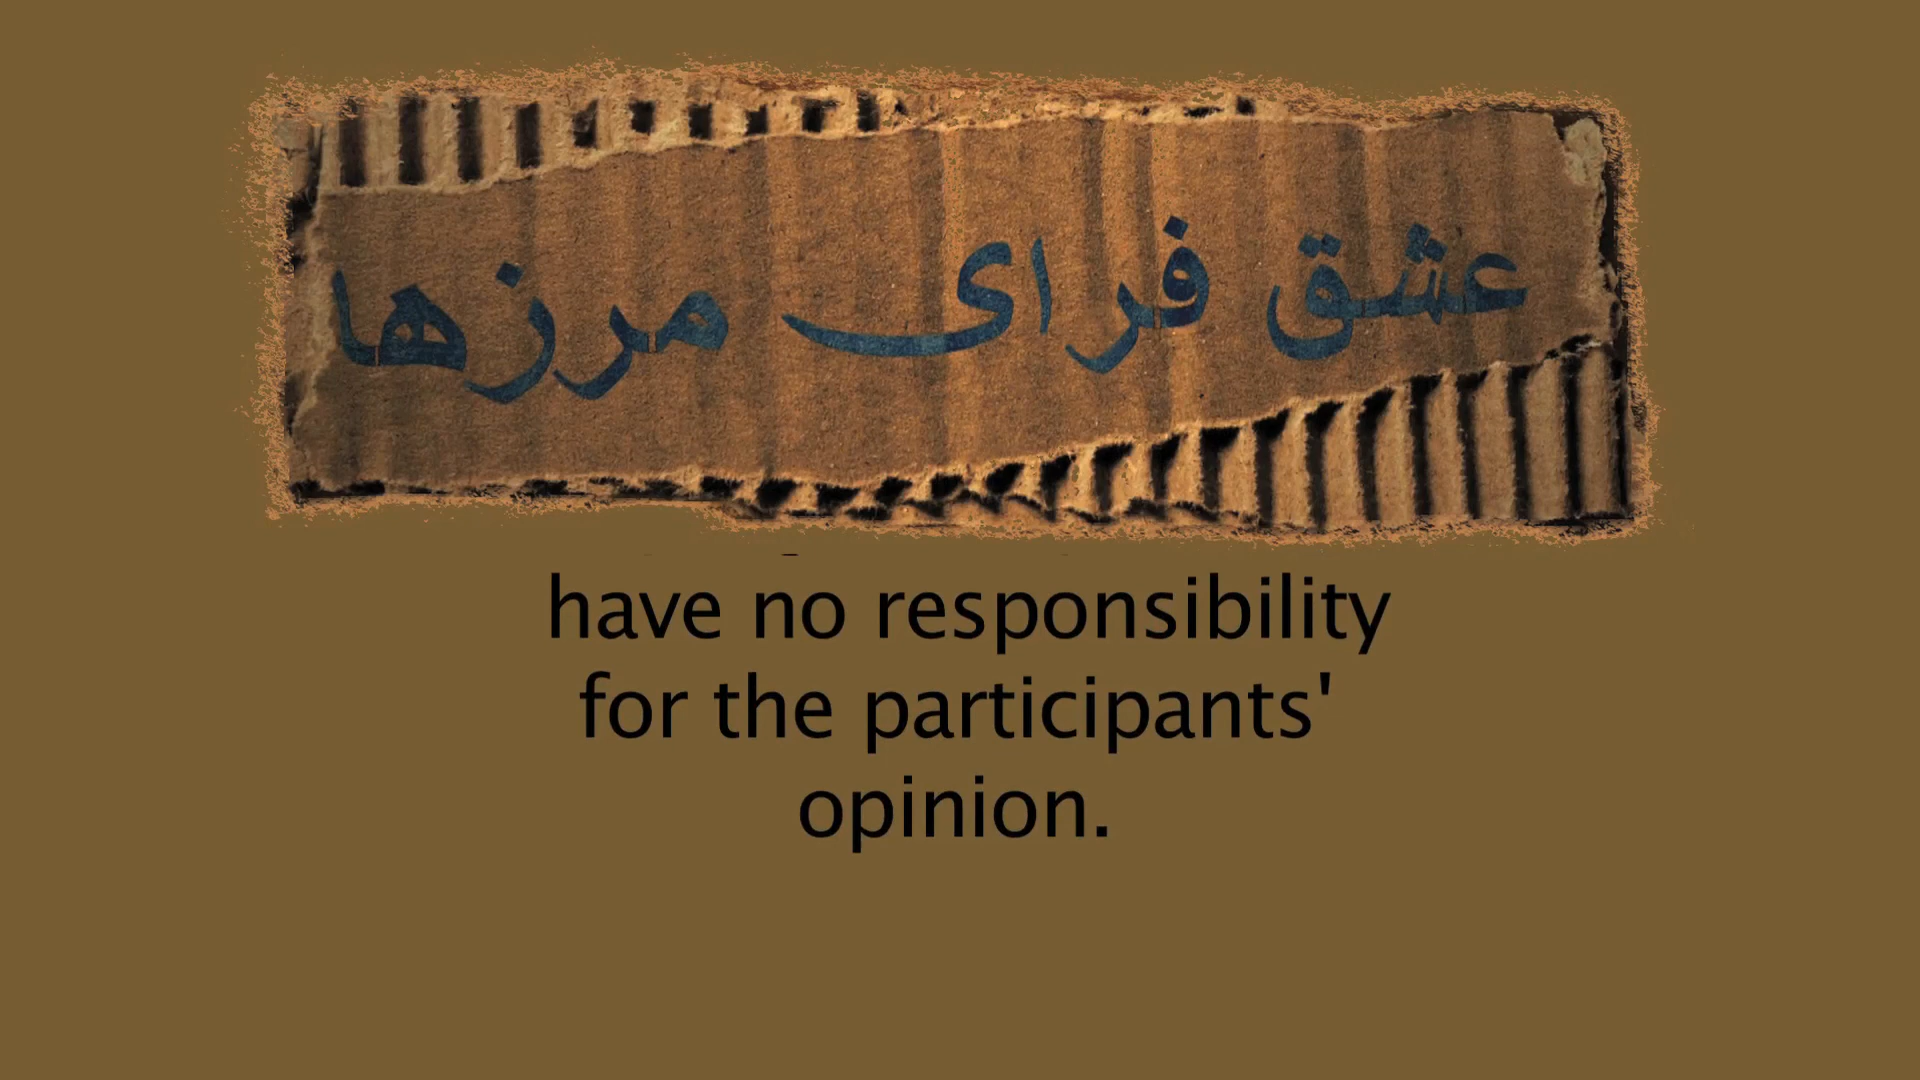 عشق فرای مرزها
have no responsibility
for the participants'
opinion.